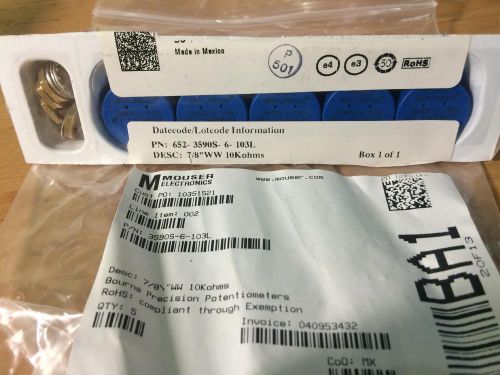 Made in Mexico
P
501
e4
e3
50
RoHS
Datecode/Lotcode Information
PN: 652- 3590S- 6- 103L
DESC: 7/8"WW 10Kohms
Box 1 of 1
MOUSER
ELECTRONICS
www.mouser.com
Cust PO: 10351521
Line Item: 002
P/N: 3590S-6-103L
Desc: 7/8\"WW 10Kohms
Bourns Precision Potentiometers
RoHS: compliant through Exemption
QTY: 5
Invoice: 040953432
CoO: MX
BA1
20F13